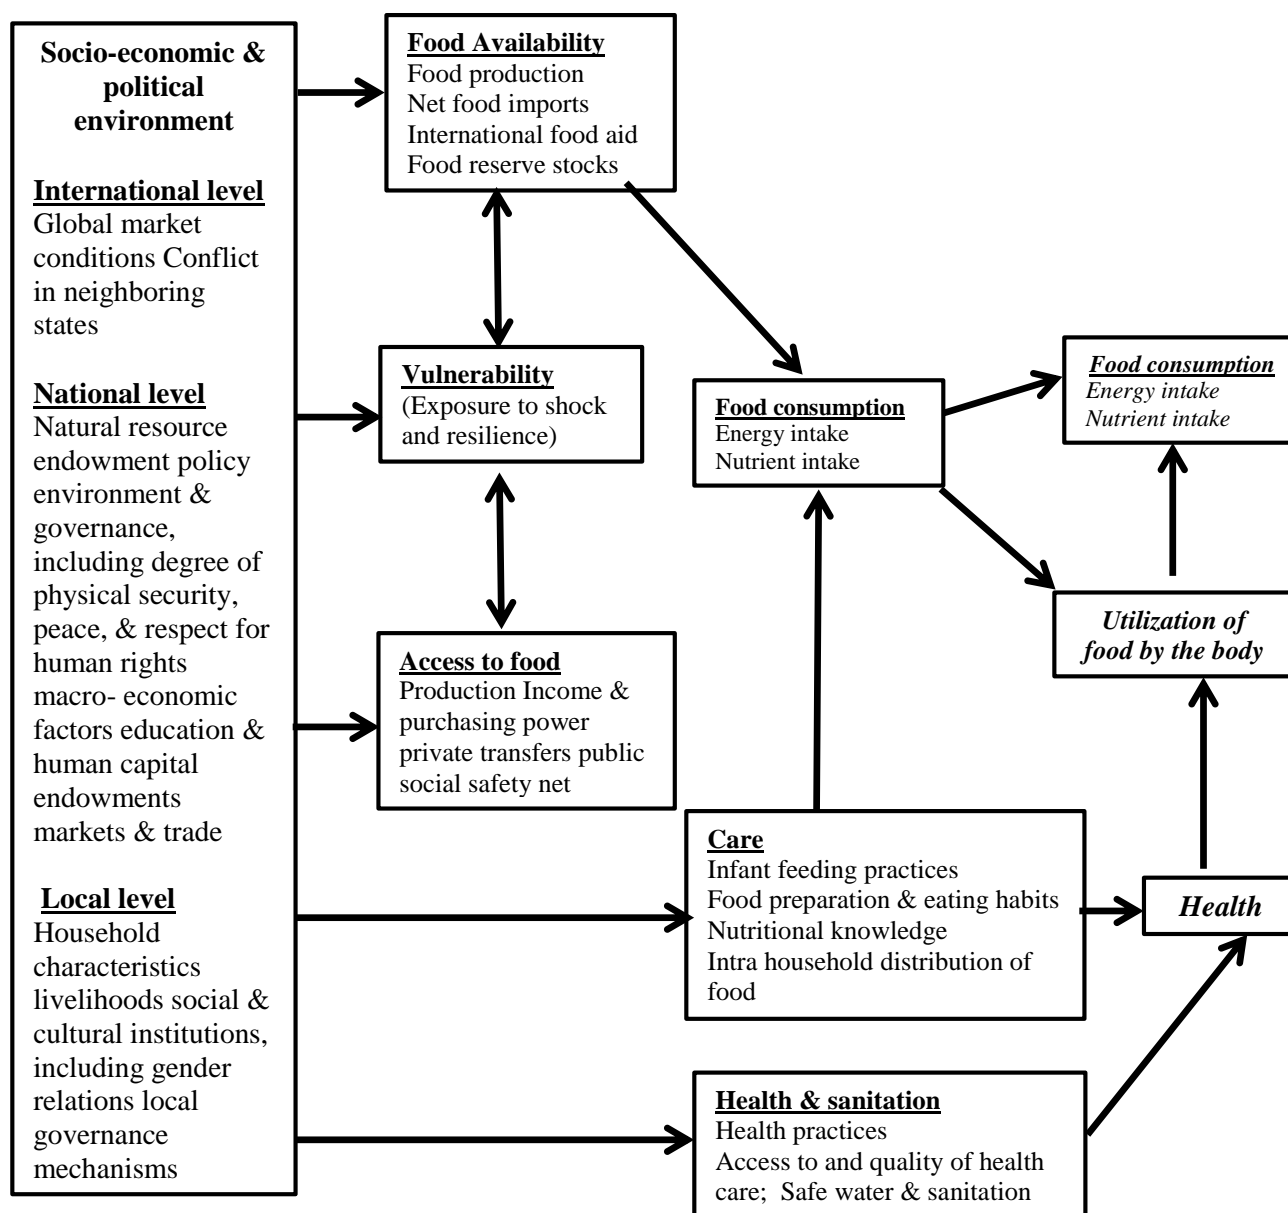 Socio-economic &
political
environment
International level
Global market
conditions Conflict
in neighboring
states
National level
Natural resource
endowment policy
environment &
governance,
including degree of
physical security,
peace, & respect for
human rights
macro- economic
factors education &
human capital
endowments
markets & trade
Local level
Household
characteristics
livelihoods social &
cultural institutions,
including gender
relations local
governance
mechanisms
Food Availability
Food production
Net food imports
International food aid
Food reserve stocks
Vulnerability
(Exposure to shock
and resilience)
Access to food
Production Income &
purchasing power
private transfers public
social safety net
Food consumption
Energy intake
Nutrient intake
Food consumption
Energy intake
Nutrient intake
Utilization of
food by the body
Care
Infant feeding practices
Food preparation & eating habits
Nutritional knowledge
Intra household distribution of
food
Health
Health & sanitation
Health practices
Access to and quality of health
care;  Safe water & sanitation